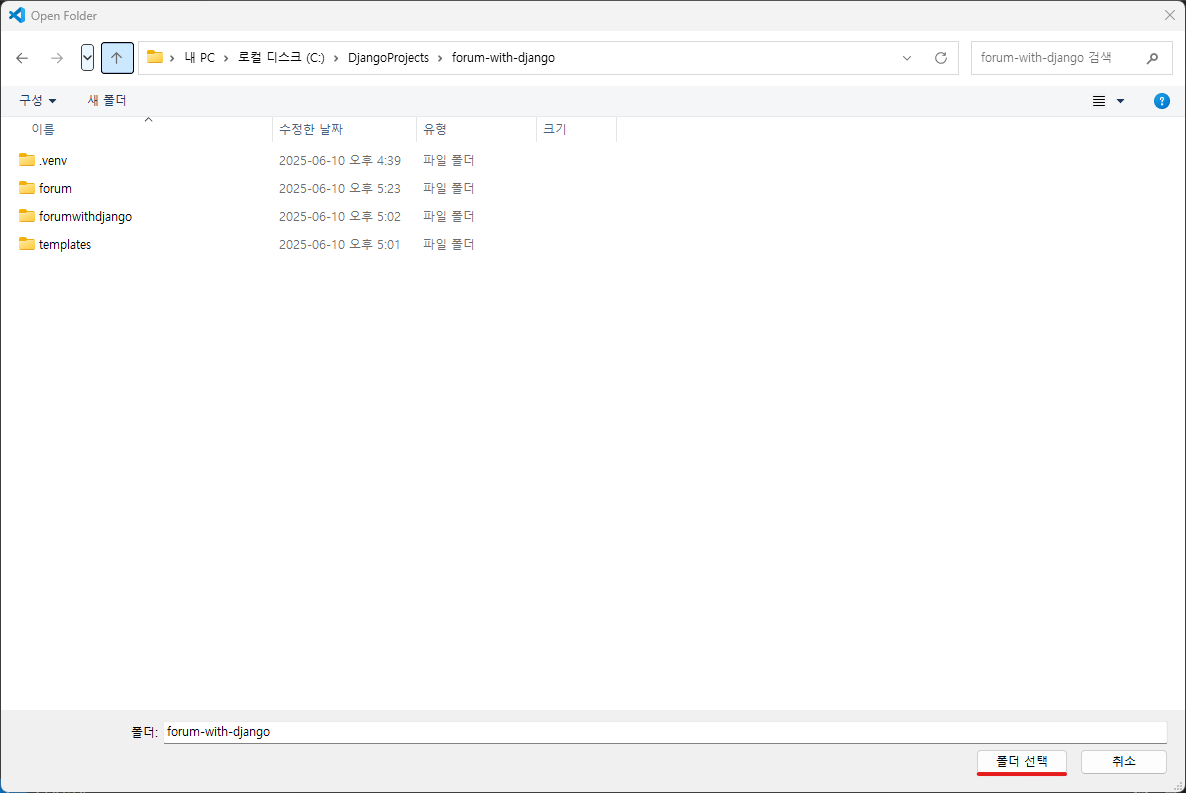 Open Folder
내 PC › 로컬 디스크 (C:) › DjangoProjects › forum-with-django
forum-with-django 검색
구성 새 폴더
이름 수정한 날짜 유형 크기
.venv 2025-06-10 오후 4:39 파일 폴더
forum 2025-06-10 오후 5:23 파일 폴더
forumwithdjango 2025-06-10 오후 5:02 파일 폴더
templates 2025-06-10 오후 5:01 파일 폴더
폴더: forum-with-django
폴더 선택 취소